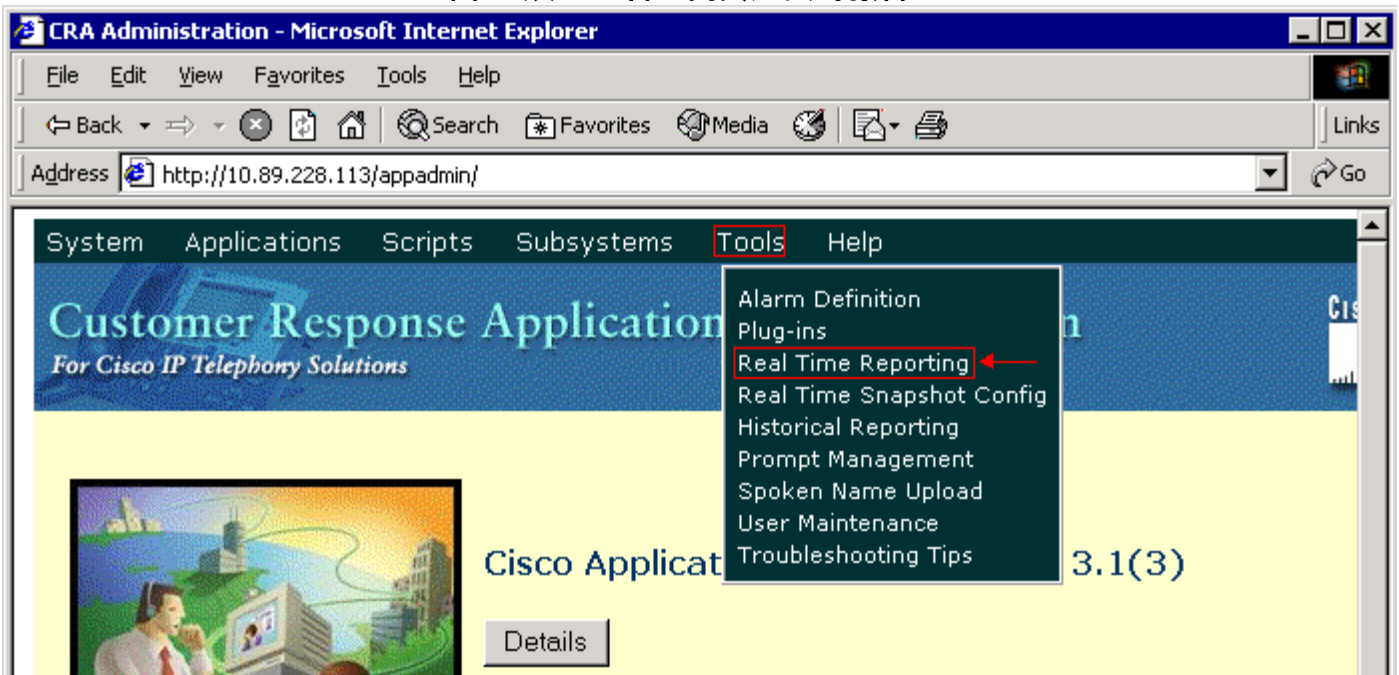 CRA Administration - Microsoft Internet Explorer
File Edit View Favorites Tools Help
Back Search Favorites Media Links
Address http://10.89.228.113/appadmin/ Go
System Applications Scripts Subsystems Tools Help
Customer Response Application
For Cisco IP Telephony Solutions
Alarm Definition
Plug-ins
Real Time Reporting
Real Time Snapshot Config
Historical Reporting
Prompt Management
Spoken Name Upload
User Maintenance
Troubleshooting Tips
Cisco Applicat 3.1(3)
Details